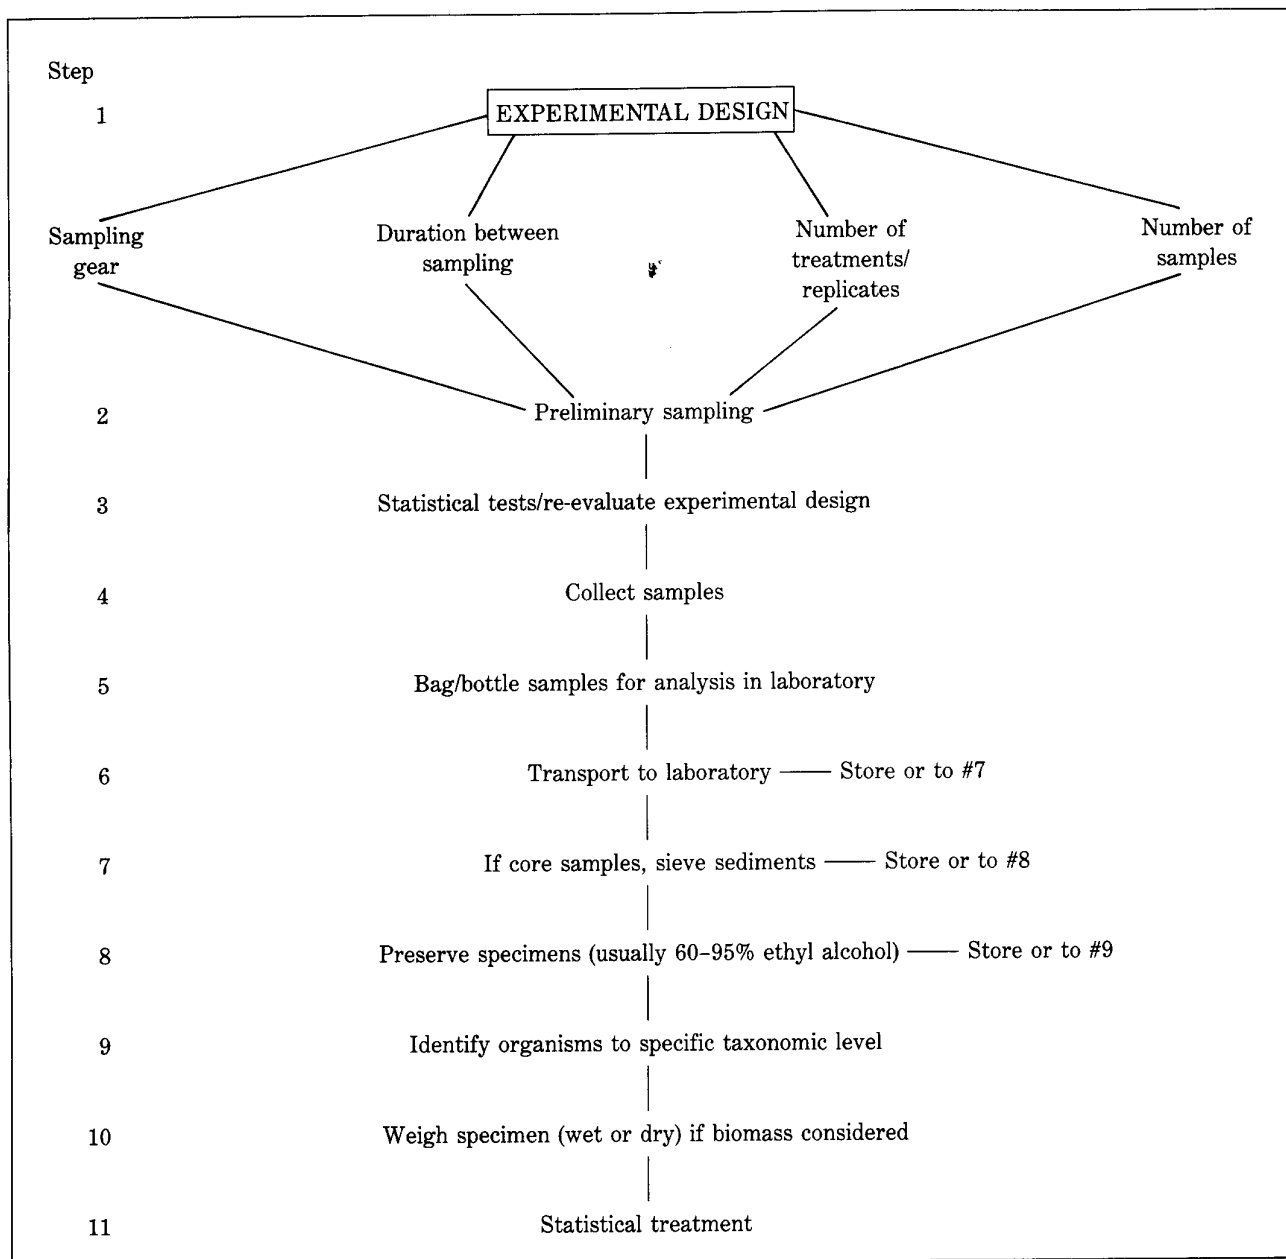 Step
1 EXPERIMENTAL DESIGN
Sampling
gear
Duration between
sampling
Number of
treatments/
replicates
Number of
samples
2 Preliminary sampling
3 Statistical tests/re-evaluate experimental design
4 Collect samples
5 Bag/bottle samples for analysis in laboratory
6 Transport to laboratory —— Store or to #7
7 If core samples, sieve sediments —— Store or to #8
8 Preserve specimens (usually 60–95% ethyl alcohol) —— Store or to #9
9 Identify organisms to specific taxonomic level
10 Weigh specimen (wet or dry) if biomass considered
11 Statistical treatment